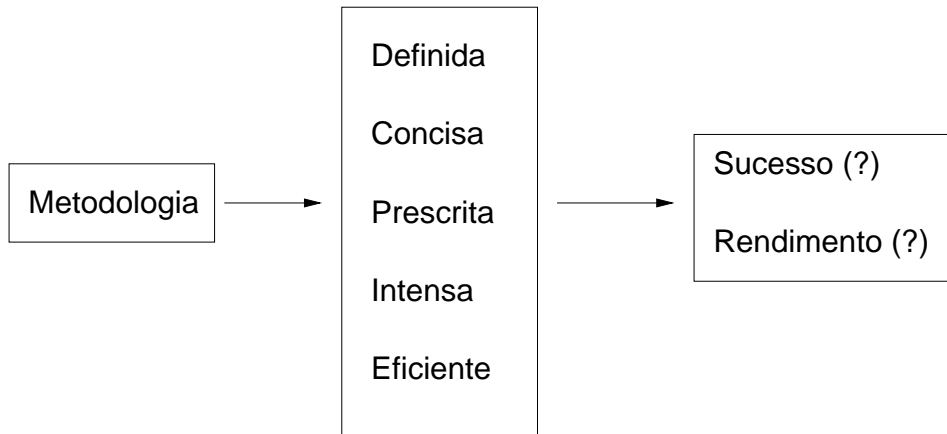 Metodologia
Definida
Concisa
Prescrita
Intensa
Eficiente
Sucesso (?)
Rendimento (?)